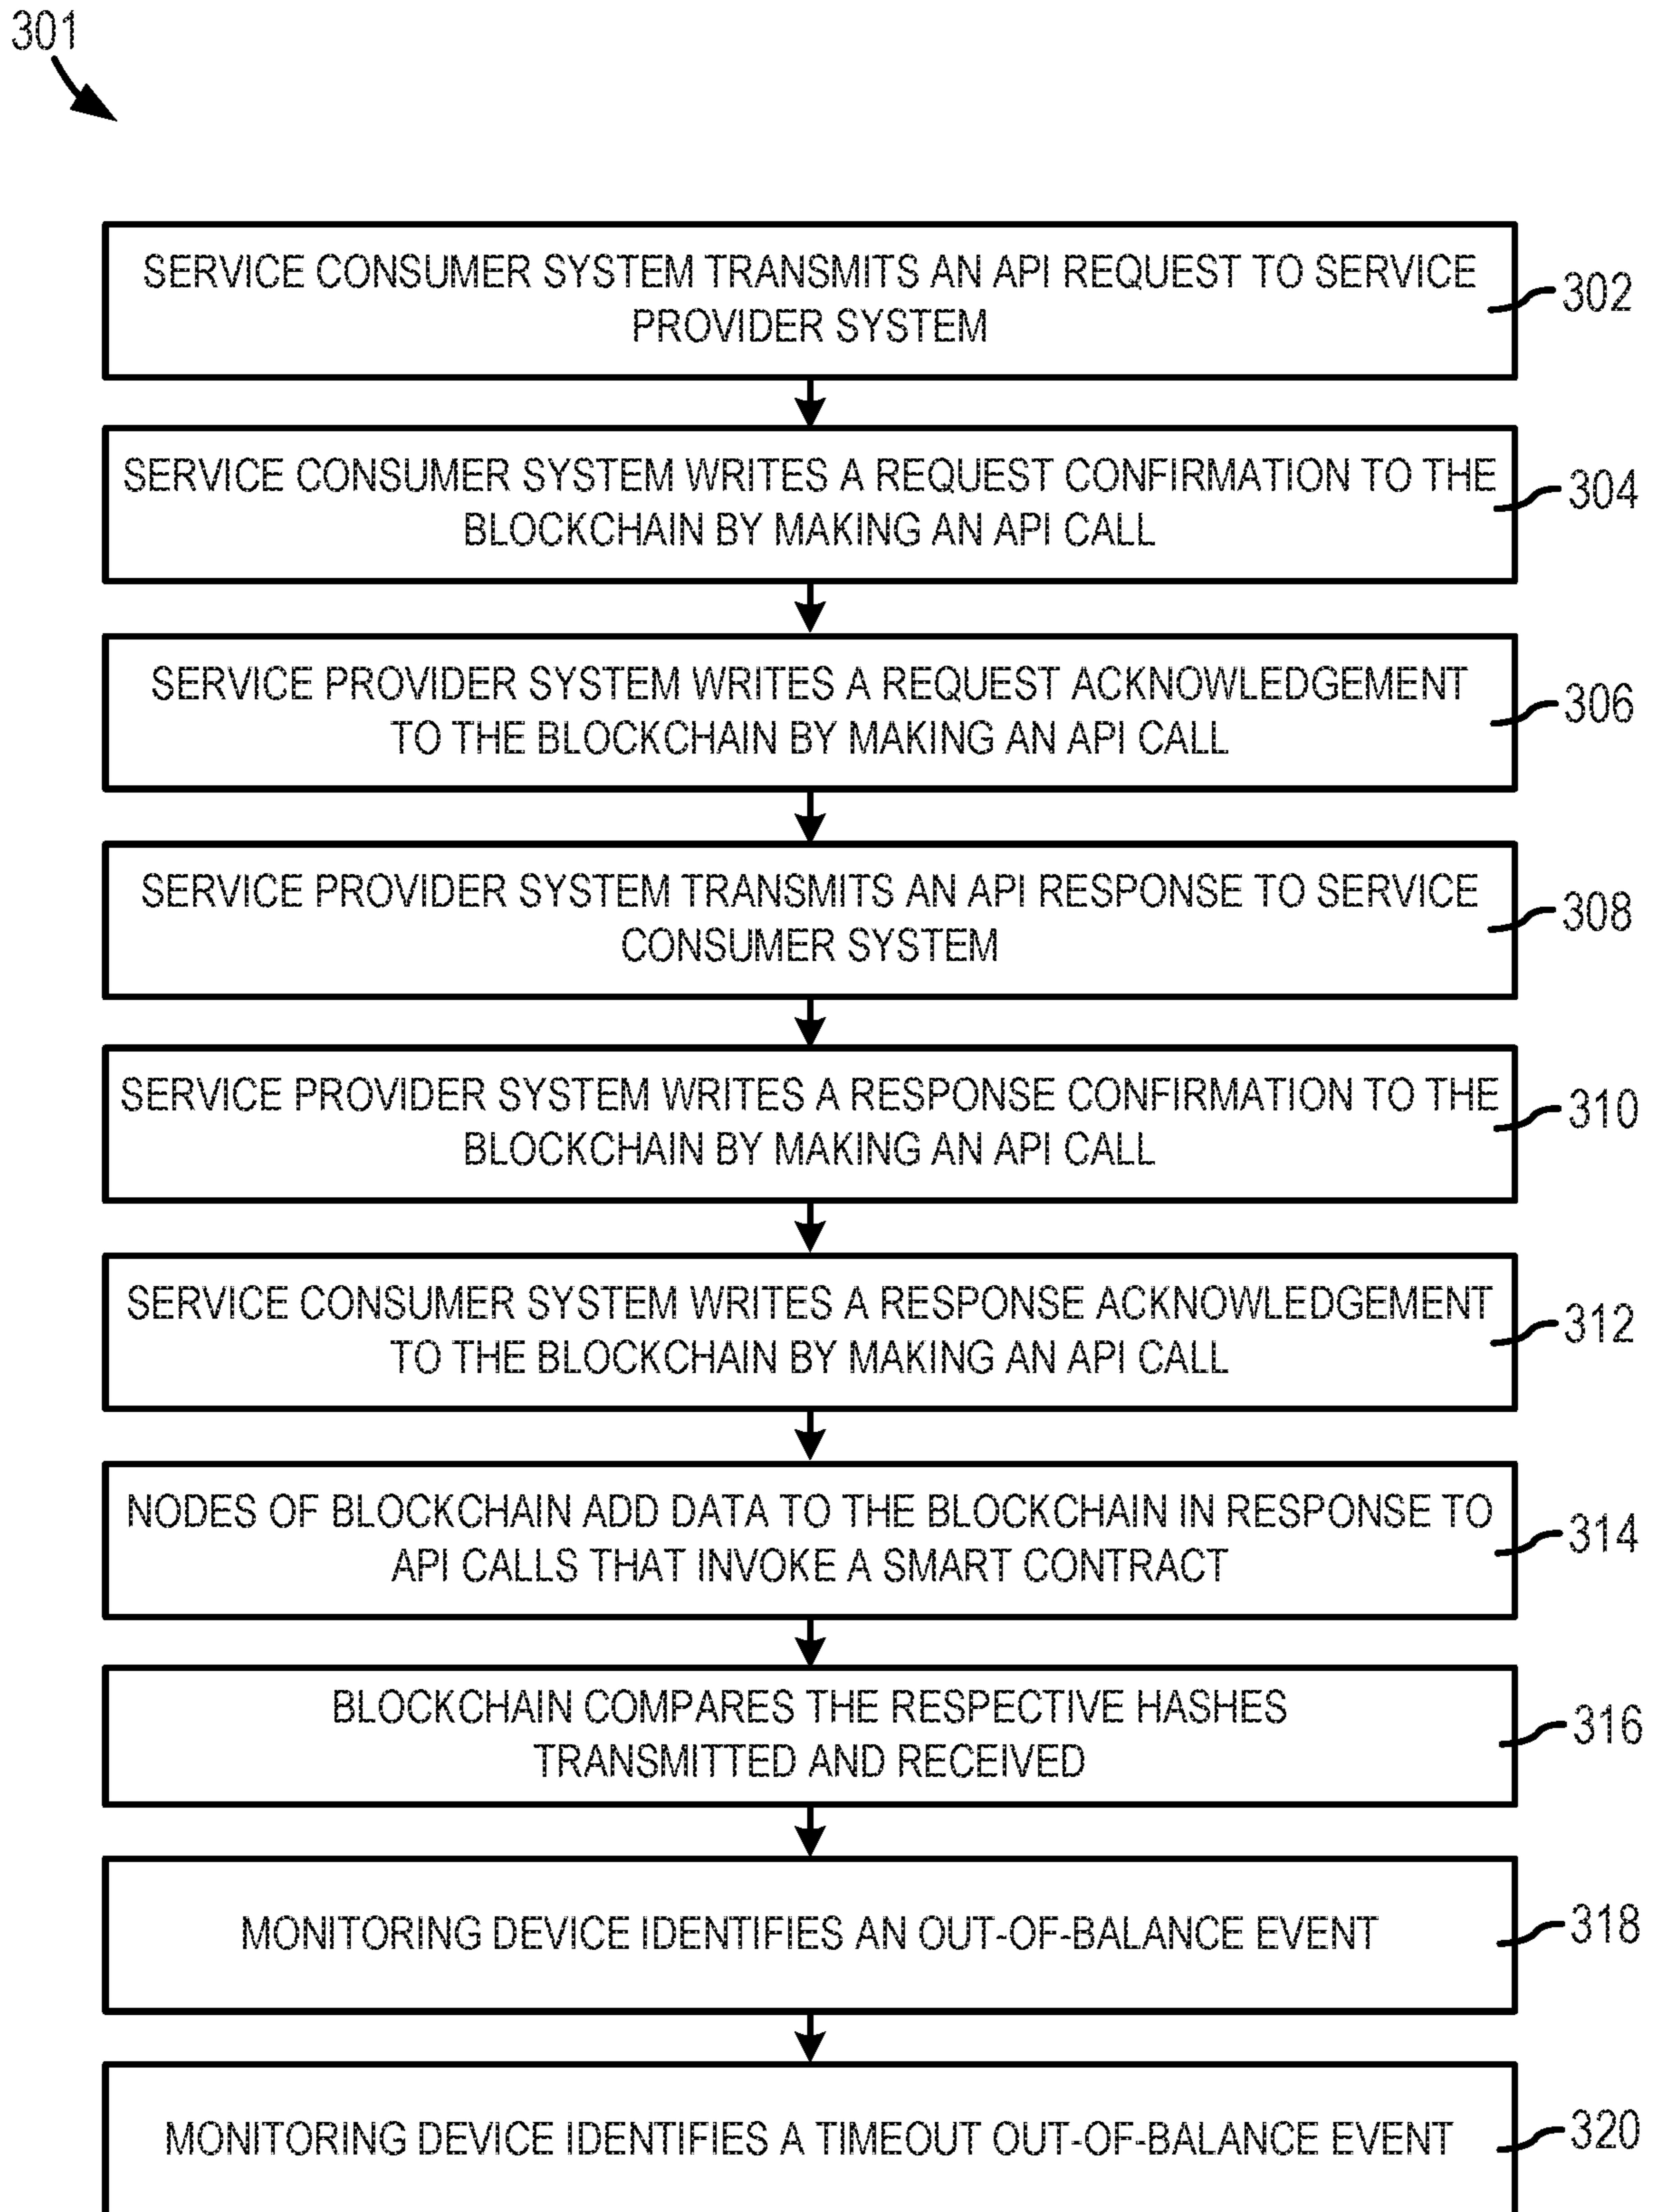 301
SERVICE CONSUMER SYSTEM TRANSMITS AN API REQUEST TO SERVICE
PROVIDER SYSTEM
302
SERVICE CONSUMER SYSTEM WRITES A REQUEST CONFIRMATION TO THE
BLOCKCHAIN BY MAKING AN API CALL
304
SERVICE PROVIDER SYSTEM WRITES A REQUEST ACKNOWLEDGEMENT
TO THE BLOCKCHAIN BY MAKING AN API CALL
306
SERVICE PROVIDER SYSTEM TRANSMITS AN API RESPONSE TO SERVICE
CONSUMER SYSTEM
308
SERVICE PROVIDER SYSTEM WRITES A RESPONSE CONFIRMATION TO THE
BLOCKCHAIN BY MAKING AN API CALL
310
SERVICE CONSUMER SYSTEM WRITES A RESPONSE ACKNOWLEDGEMENT
TO THE BLOCKCHAIN BY MAKING AN API CALL
312
NODES OF BLOCKCHAIN ADD DATA TO THE BLOCKCHAIN IN RESPONSE TO
API CALLS THAT INVOKE A SMART CONTRACT
314
BLOCKCHAIN COMPARES THE RESPECTIVE HASHES
TRANSMITTED AND RECEIVED
316
MONITORING DEVICE IDENTIFIES AN OUT-OF-BALANCE EVENT
318
MONITORING DEVICE IDENTIFIES A TIMEOUT OUT-OF-BALANCE EVENT
320